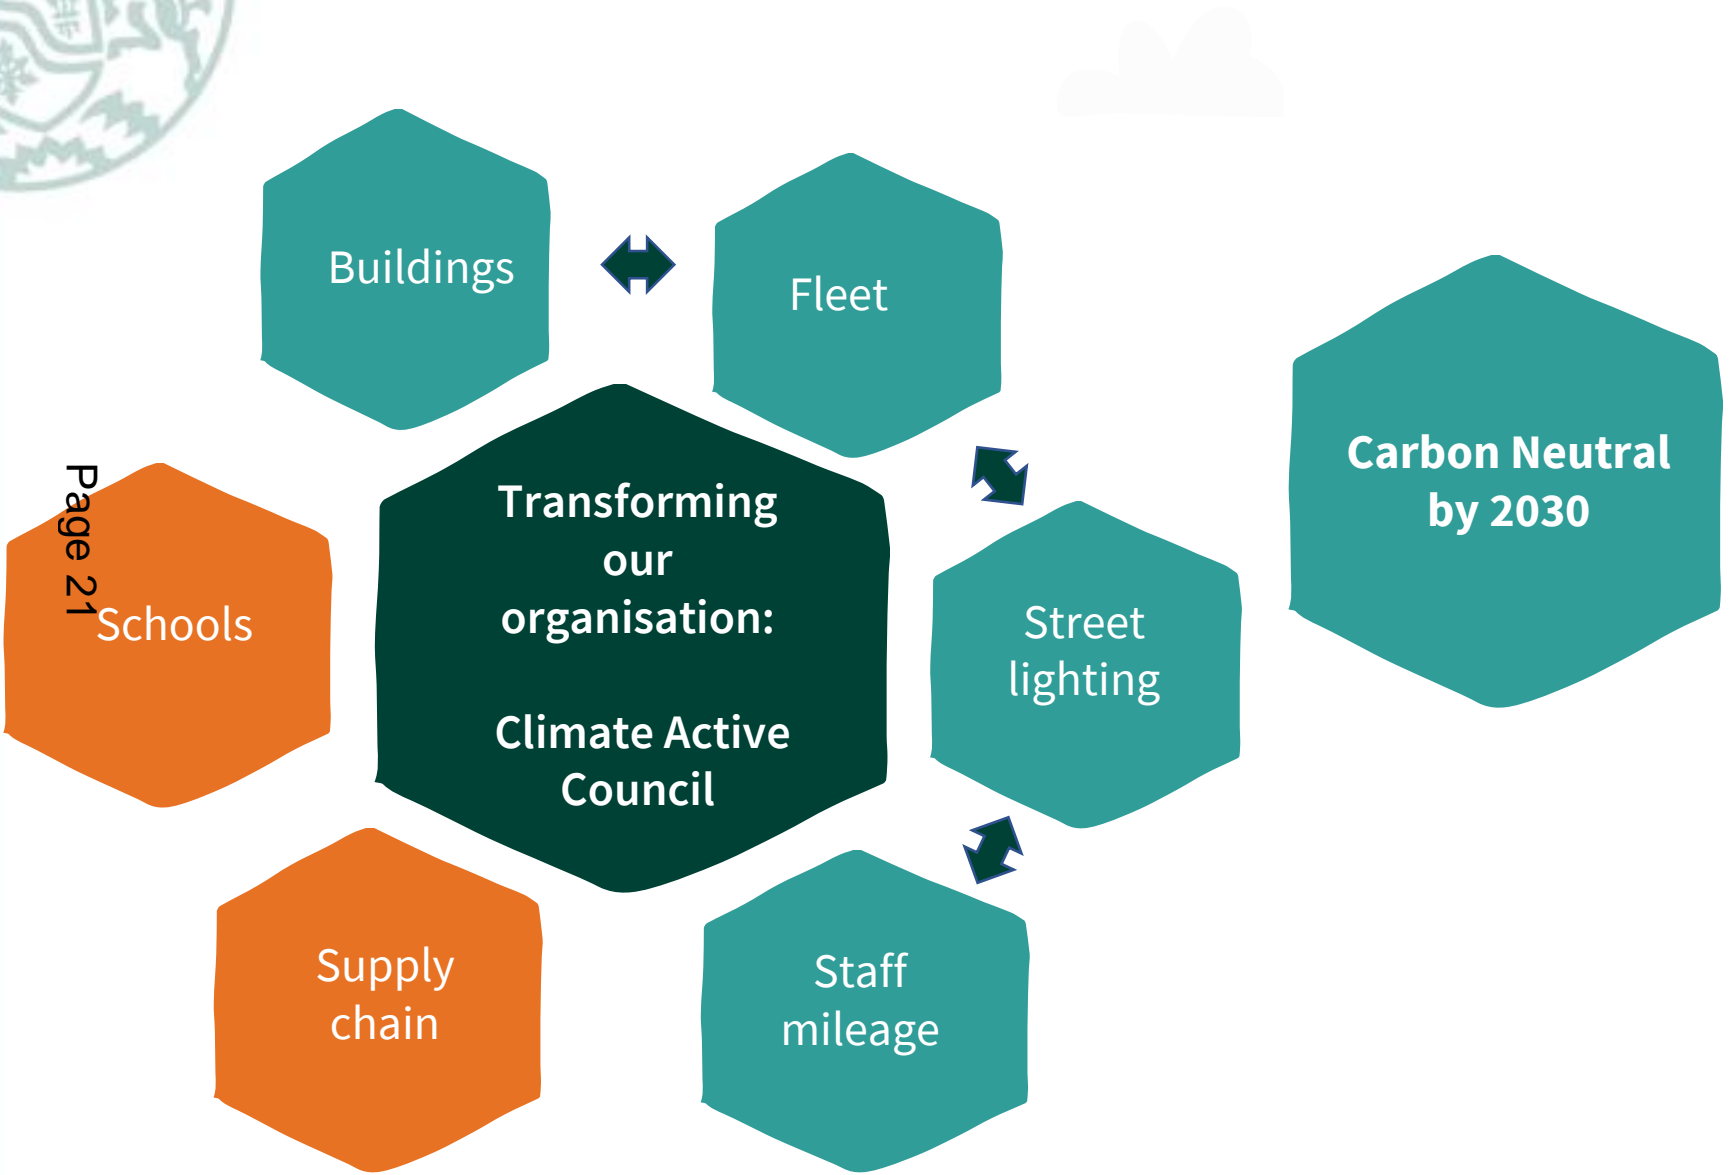 Buildings
Fleet
Carbon Neutral
by 2030
Page 21
Schools
Transforming
our
organisation:
Climate Active
Council
Street
lighting
Supply
chain
Staff
mileage